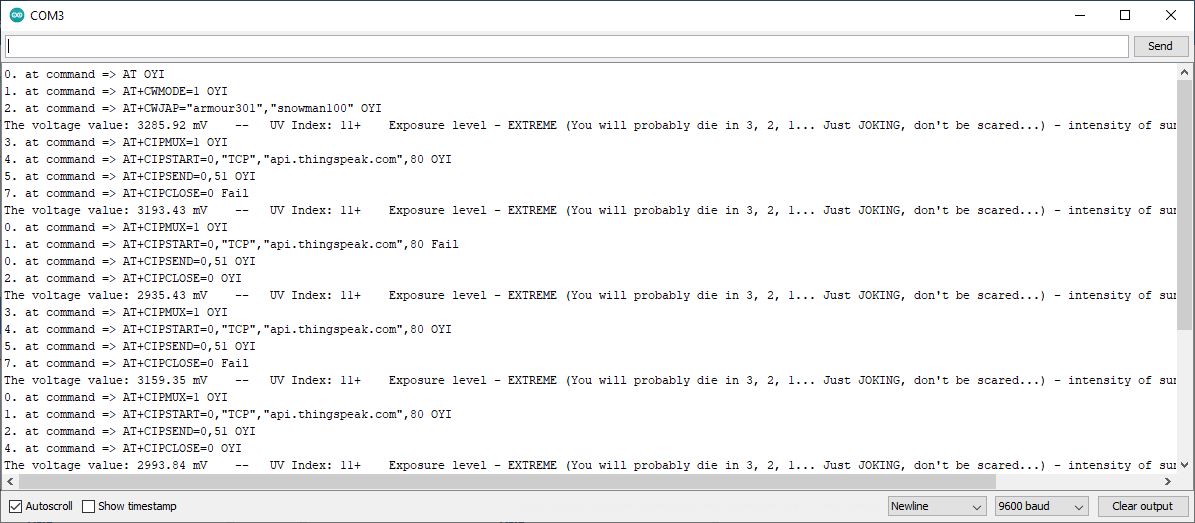 COM3
Send
0. at command => AT OYI
1. at command => AT+CWMODE=1 OYI
2. at command => AT+CWJAP="armour301","snowman100" OYI
The voltage value: 3285.92 mV -- UV Index: 11+ Exposure level - EXTREME (You will probably die in 3, 2, 1... Just JOKING, don't be scared...) - intensity of sun
3. at command => AT+CIPMUX=1 OYI
4. at command => AT+CIPSTART=0,"TCP","api.thingspeak.com",80 OYI
5. at command => AT+CIPSEND=0,51 OYI
7. at command => AT+CIPCLOSE=0 Fail
The voltage value: 3193.43 mV -- UV Index: 11+ Exposure level - EXTREME (You will probably die in 3, 2, 1... Just JOKING, don't be scared...) - intensity of sun
0. at command => AT+CIPMUX=1 OYI
1. at command => AT+CIPSTART=0,"TCP","api.thingspeak.com",80 Fail
0. at command => AT+CIPSEND=0,51 OYI
2. at command => AT+CIPCLOSE=0 OYI
The voltage value: 2935.43 mV -- UV Index: 11+ Exposure level - EXTREME (You will probably die in 3, 2, 1... Just JOKING, don't be scared...) - intensity of sun
3. at command => AT+CIPMUX=1 OYI
4. at command => AT+CIPSTART=0,"TCP","api.thingspeak.com",80 OYI
5. at command => AT+CIPSEND=0,51 OYI
7. at command => AT+CIPCLOSE=0 Fail
The voltage value: 3159.35 mV -- UV Index: 11+ Exposure level - EXTREME (You will probably die in 3, 2, 1... Just JOKING, don't be scared...) - intensity of sun
0. at command => AT+CIPMUX=1 OYI
1. at command => AT+CIPSTART=0,"TCP","api.thingspeak.com",80 OYI
2. at command => AT+CIPSEND=0,51 OYI
4. at command => AT+CIPCLOSE=0 OYI
The voltage value: 2993.84 mV -- UV Index: 11+ Exposure level - EXTREME (You will probably die in 3, 2, 1... Just JOKING, don't be scared...) - intensity of sun
Autoscroll Show timestamp Newline 9600 baud Clear output